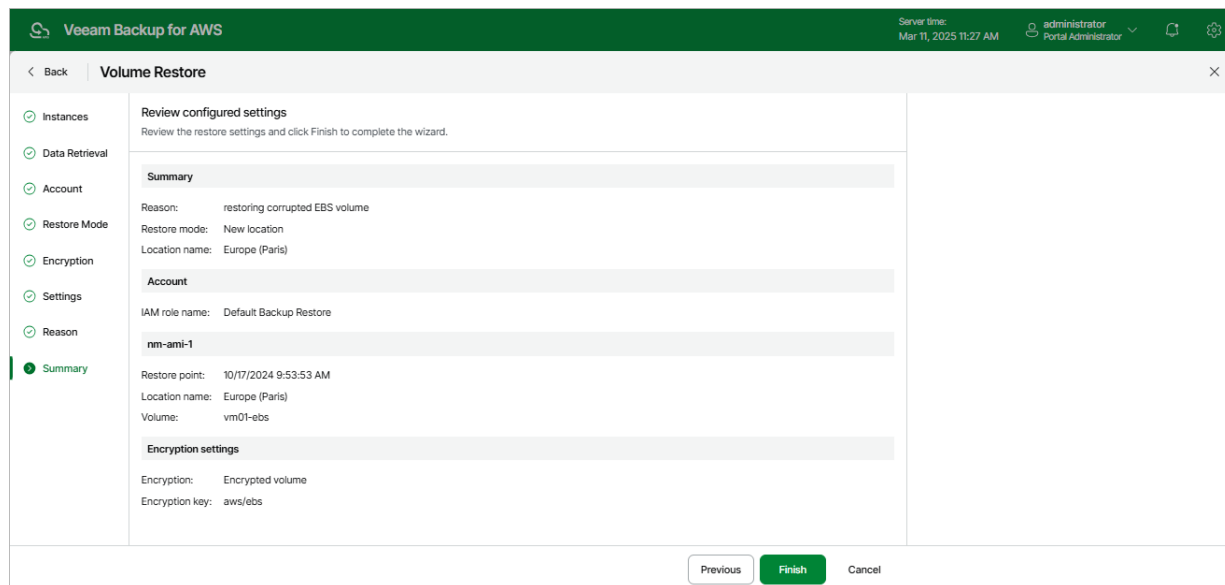 Veeam Backup for AWS
Server time:
Mar 11, 2025 11:27 AM
administrator
Portal Administrator
Back
Volume Restore
Instances
Data Retrieval
Account
Restore Mode
Encryption
Settings
Reason
Summary
Review configured settings
Review the restore settings and click Finish to complete the wizard.
Summary
Reason: restoring corrupted EBS volume
Restore mode: New location
Location name: Europe (Paris)
Account
IAM role name: Default Backup Restore
nm-ami-1
Restore point: 10/17/2024 9:53:53 AM
Location name: Europe (Paris)
Volume: vm01-ebs
Encryption settings
Encryption: Encrypted volume
Encryption key: aws/ebs
Previous Finish Cancel